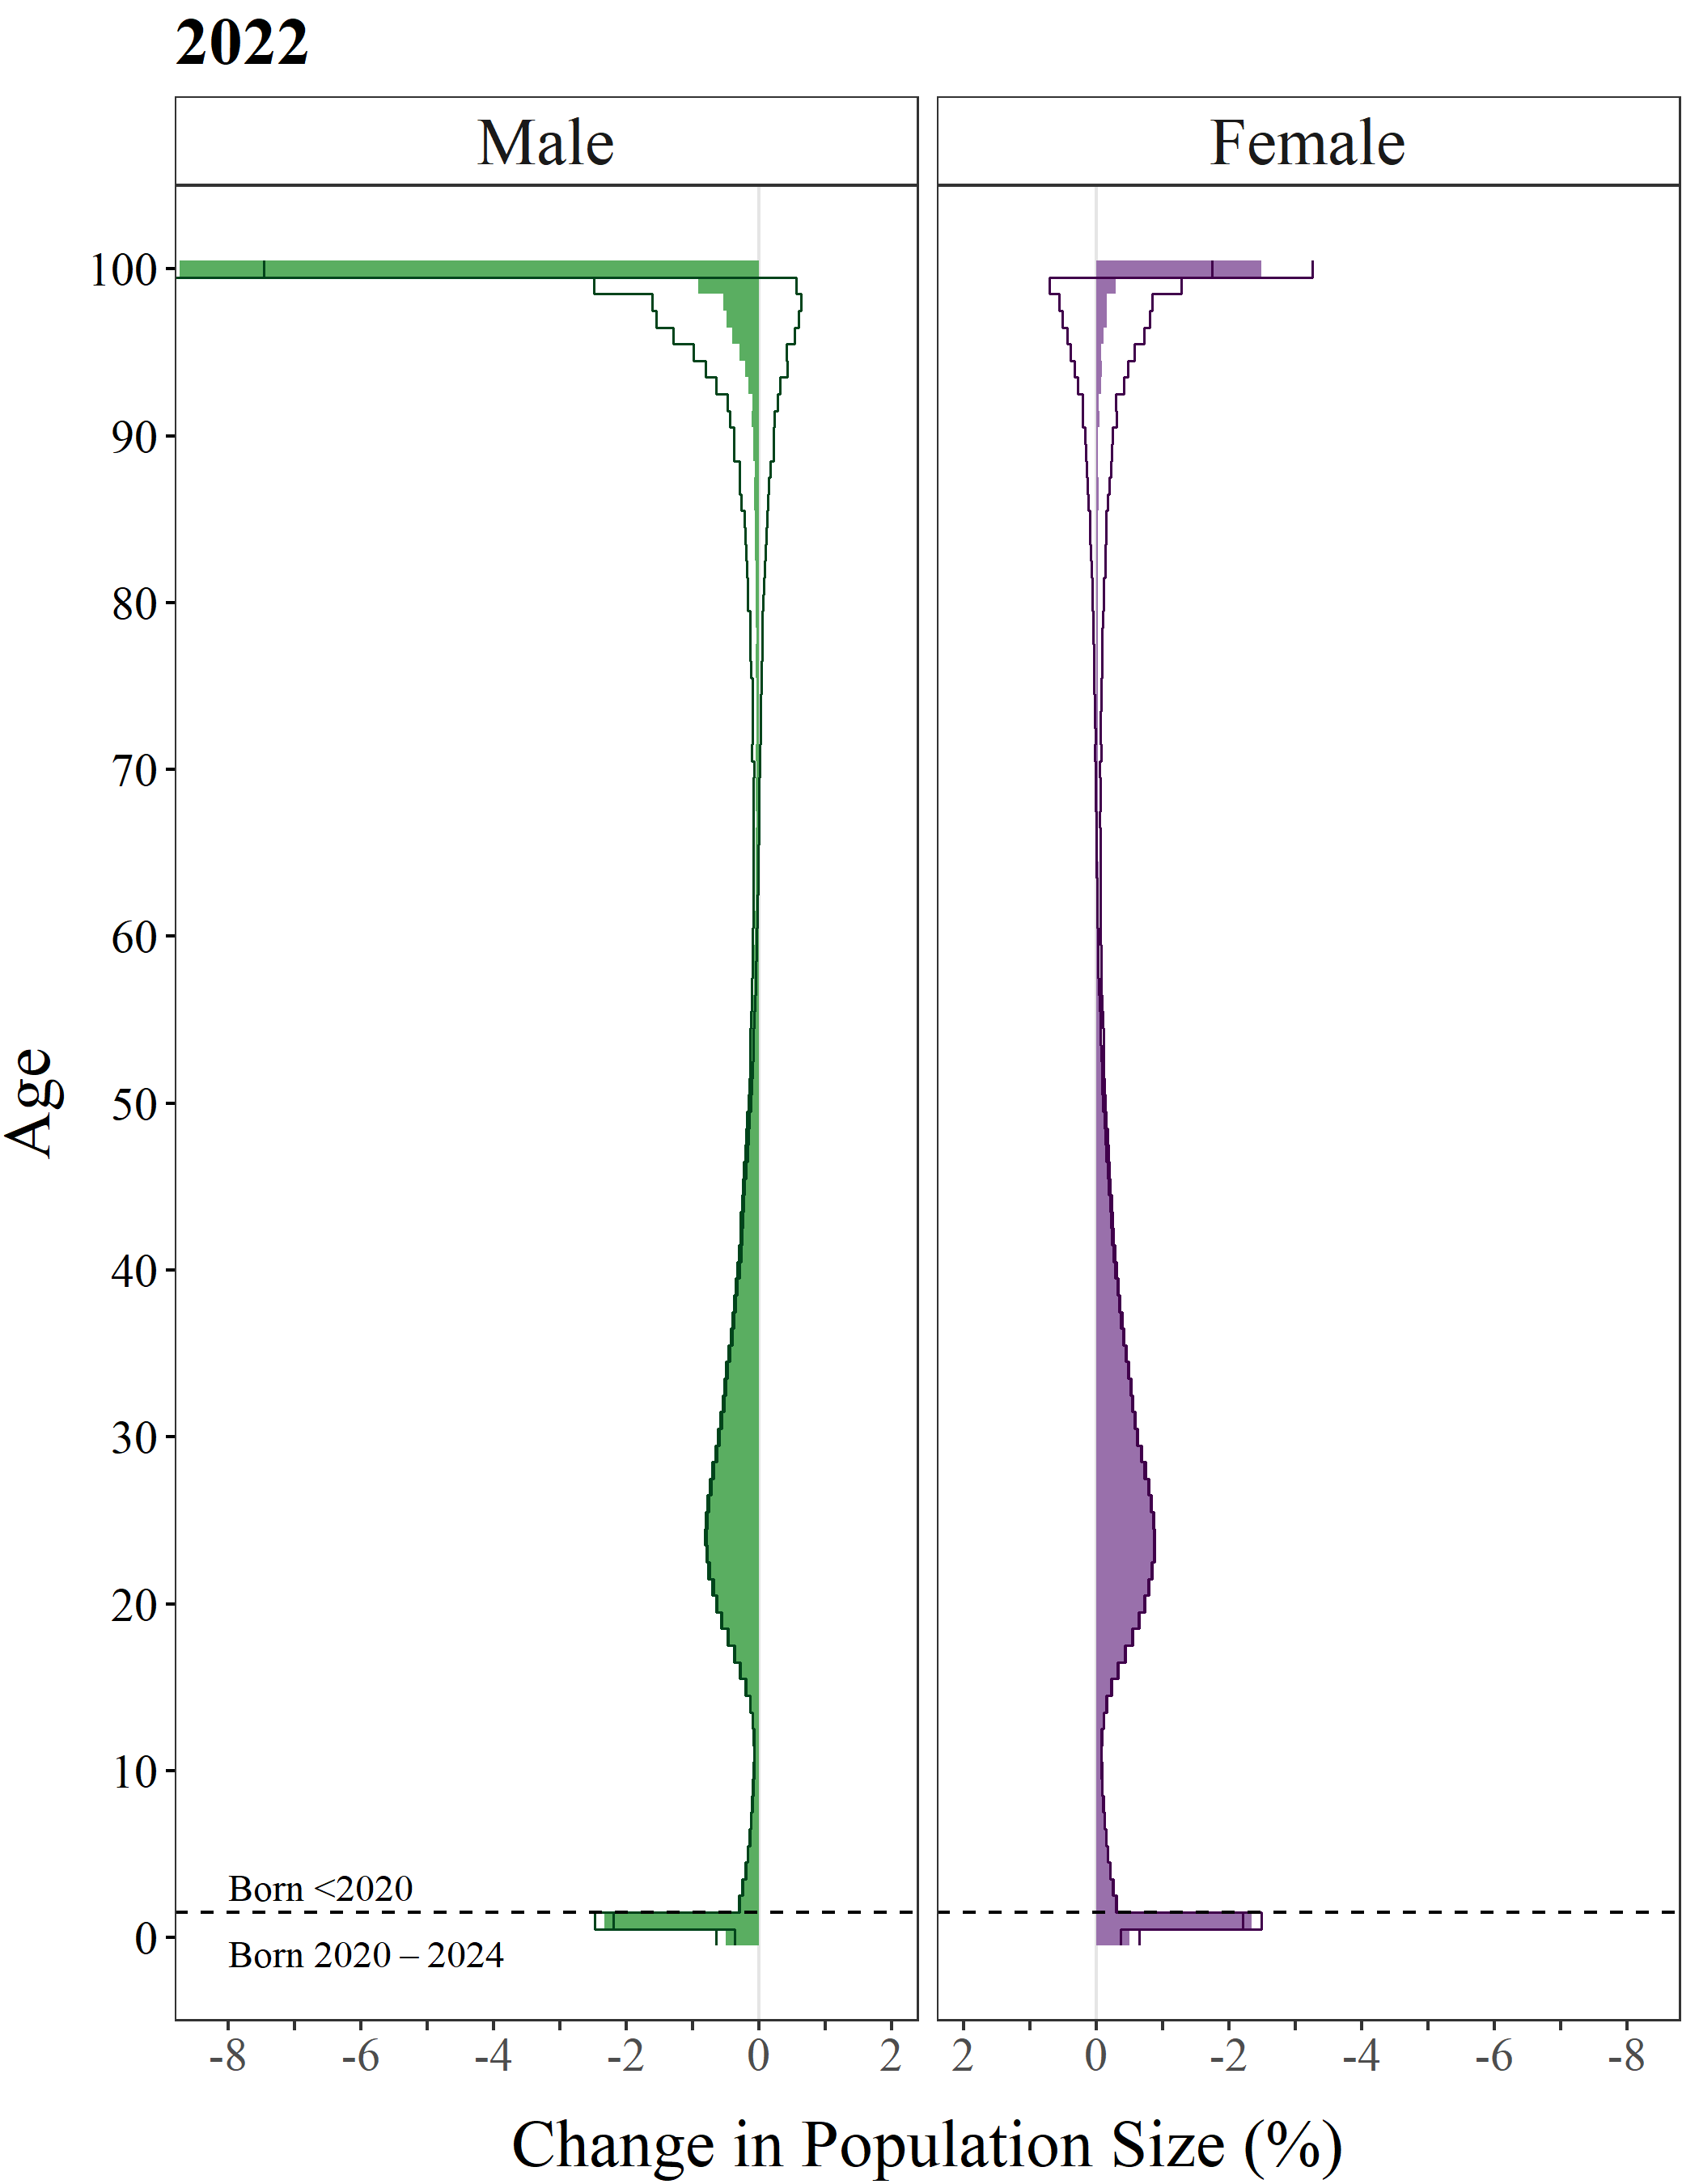 2022
Male
Female
100
90
80
70
60
50
40
30
20
10
0
Age
Born <2020
Born 2020 – 2024
-8 -6 -4 -2 0 2
2 0 -2 -4 -6 -8
Change in Population Size (%)